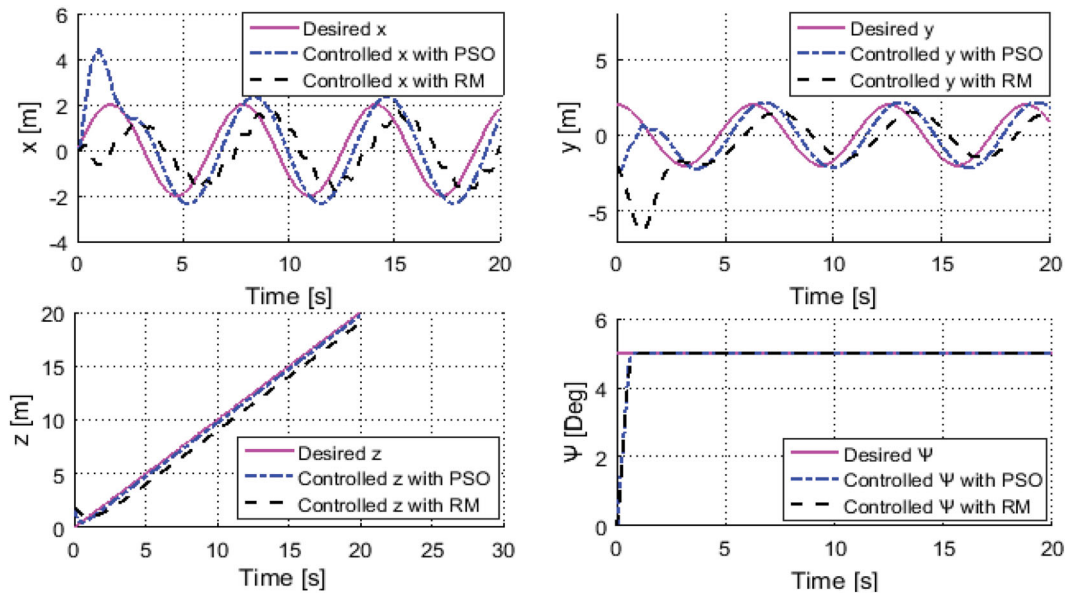 6
4
2
0
-2
-4
x [m]
Desired x
Controlled x with PSO
Controlled x with RM
0
5
10
15
20
Time [s]
5
0
-5
y [m]
Desired y
Controlled y with PSO
Controlled y with RM
0
5
10
15
20
Time [s]
20
15
10
5
0
z [m]
Desired z
Controlled z with PSO
Controlled z with RM
0
5
10
15
20
25
30
Time [s]
6
4
2
0
Ψ [Deg]
Desired Ψ
Controlled Ψ with PSO
Controlled Ψ with RM
0
5
10
15
20
Time [s]